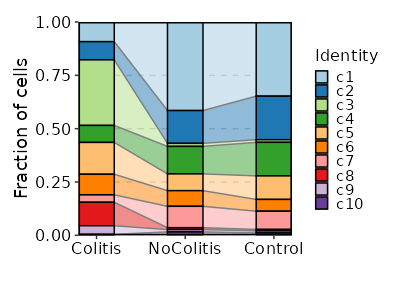 1.00
0.75
0.50
0.25
0.00
Fraction of cells
Colitis NoColitis Control
Identity
c1
c2
c3
c4
c5
c6
c7
c8
c9
c10